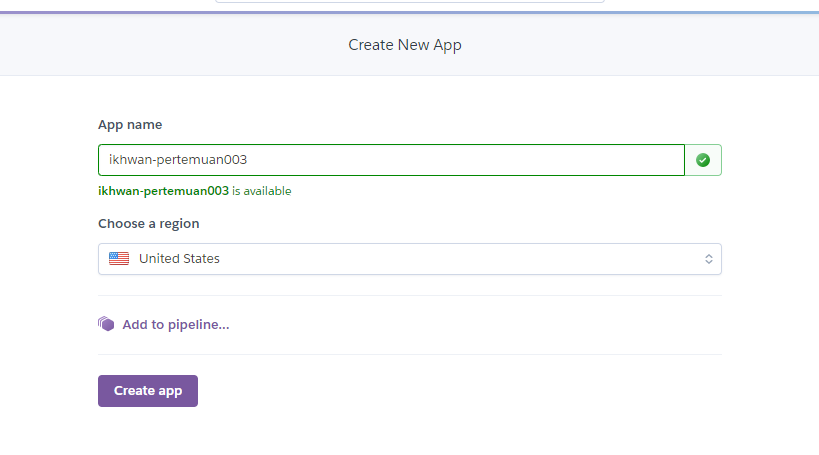 Create New App
App name
ikhwan-pertemuan003
ikhwan-pertemuan003 is available
Choose a region
United States
Add to pipeline...
Create app